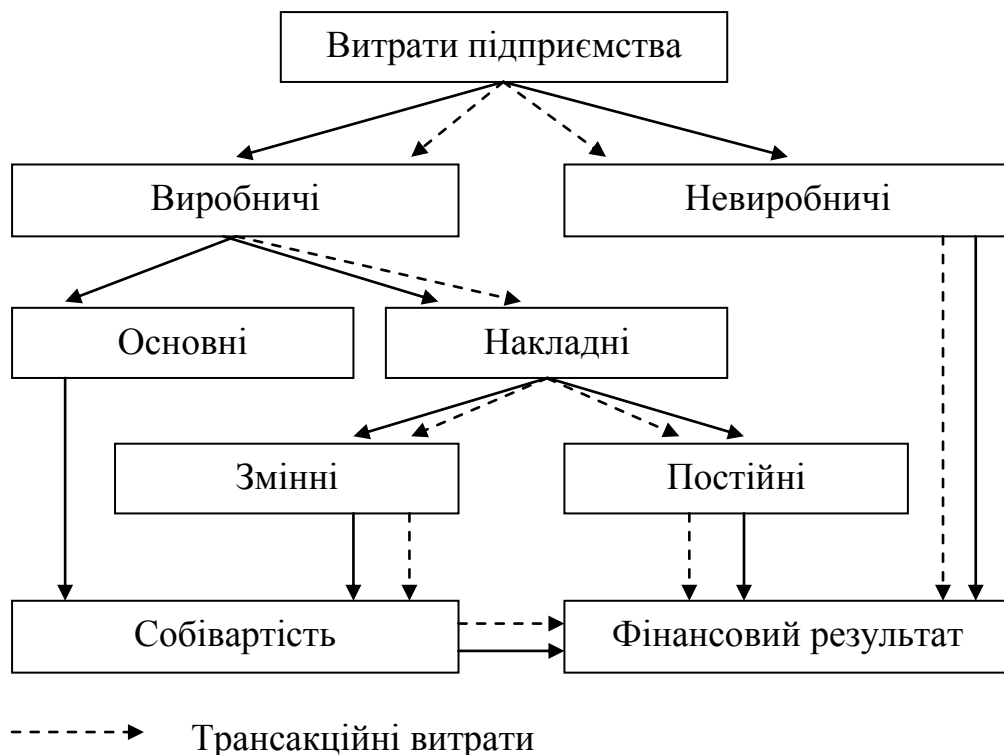 Витрати підприємства
Виробничі
Невиробничі
Основні
Накладні
Змінні
Постійні
Собівартість
Фінансовий результат
Трансакційні витрати